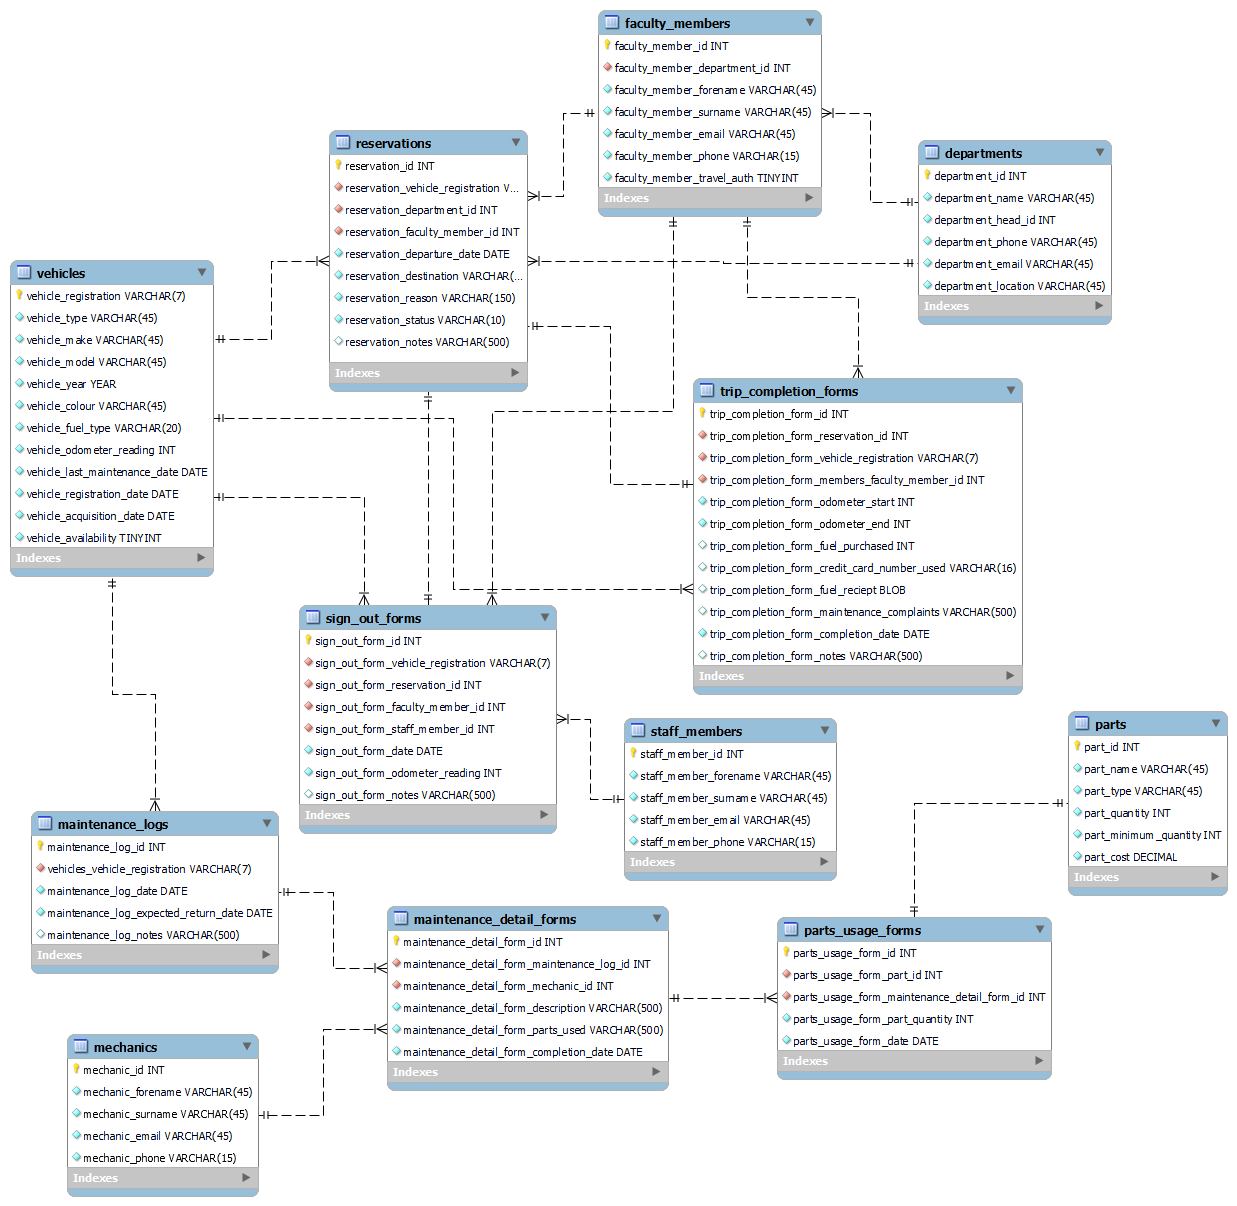 faculty_members
faculty_member_id INT
faculty_member_department_id INT
faculty_member_forename VARCHAR(45)
faculty_member_surname VARCHAR(45)
faculty_member_email VARCHAR(45)
faculty_member_phone VARCHAR(15)
faculty_member_travel_auth TINYINT
Indexes
reservations
reservation_id INT
reservation_vehicle_registration V...
reservation_department_id INT
reservation_faculty_member_id INT
reservation_departure_date DATE
reservation_destination VARCHAR(...
reservation_reason VARCHAR(150)
reservation_status VARCHAR(10)
reservation_notes VARCHAR(500)
Indexes
departments
department_id INT
department_name VARCHAR(45)
department_head_id INT
department_phone VARCHAR(45)
department_email VARCHAR(45)
department_location VARCHAR(45)
Indexes
vehicles
vehicle_registration VARCHAR(7)
vehicle_type VARCHAR(45)
vehicle_make VARCHAR(45)
vehicle_model VARCHAR(45)
vehicle_year YEAR
vehicle_colour VARCHAR(45)
vehicle_fuel_type VARCHAR(20)
vehicle_odometer_reading INT
vehicle_last_maintenance_date DATE
vehicle_registration_date DATE
vehicle_acquisition_date DATE
vehicle_availability TINYINT
Indexes
trip_completion_forms
trip_completion_form_id INT
trip_completion_form_reservation_id INT
trip_completion_form_vehicle_registration VARCHAR(7)
trip_completion_form_members_faculty_member_id INT
trip_completion_form_odometer_start INT
trip_completion_form_odometer_end INT
trip_completion_form_fuel_purchased INT
trip_completion_form_credit_card_number_used VARCHAR(16)
trip_completion_form_fuel_reciept BLOB
trip_completion_form_maintenance_complaints VARCHAR(500)
trip_completion_form_completion_date DATE
trip_completion_form_notes VARCHAR(500)
Indexes
sign_out_forms
sign_out_form_id INT
sign_out_form_vehicle_registration VARCHAR(7)
sign_out_form_reservation_id INT
sign_out_form_faculty_member_id INT
sign_out_form_staff_member_id INT
sign_out_form_date DATE
sign_out_form_odometer_reading INT
sign_out_form_notes VARCHAR(500)
Indexes
staff_members
staff_member_id INT
staff_member_forename VARCHAR(45)
staff_member_surname VARCHAR(45)
staff_member_email VARCHAR(45)
staff_member_phone VARCHAR(15)
Indexes
parts
part_id INT
part_name VARCHAR(45)
part_type VARCHAR(45)
part_quantity INT
part_minimum_quantity INT
part_cost DECIMAL
Indexes
maintenance_logs
maintenance_log_id INT
vehicles_vehicle_registration VARCHAR(7)
maintenance_log_date DATE
maintenance_log_expected_return_date DATE
maintenance_log_notes VARCHAR(500)
Indexes
maintenance_detail_forms
maintenance_detail_form_id INT
maintenance_detail_form_maintenance_log_id INT
maintenance_detail_form_mechanic_id INT
maintenance_detail_form_description VARCHAR(500)
maintenance_detail_form_parts_used VARCHAR(500)
maintenance_detail_form_completion_date DATE
Indexes
parts_usage_forms
parts_usage_form_id INT
parts_usage_form_part_id INT
parts_usage_form_maintenance_detail_form_id INT
parts_usage_form_part_quantity INT
parts_usage_form_date DATE
Indexes
mechanics
mechanic_id INT
mechanic_forename VARCHAR(45)
mechanic_surname VARCHAR(45)
mechanic_email VARCHAR(45)
mechanic_phone VARCHAR(15)
Indexes